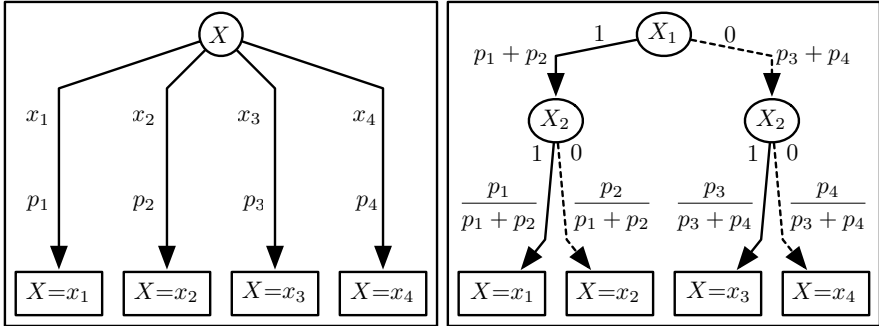 X
x₁ x₂ x₃ x₄
p₁ p₂ p₃ p₄
X=x₁ X=x₂ X=x₃ X=x₄
X₁
1 0
p₁ + p₂ p₃ + p₄
X₂ X₂
1 0 1 0
p₁ p₂ p₃ p₄
p₁ + p₂ p₁ + p₂ p₃ + p₄ p₃ + p₄
X=x₁ X=x₂ X=x₃ X=x₄